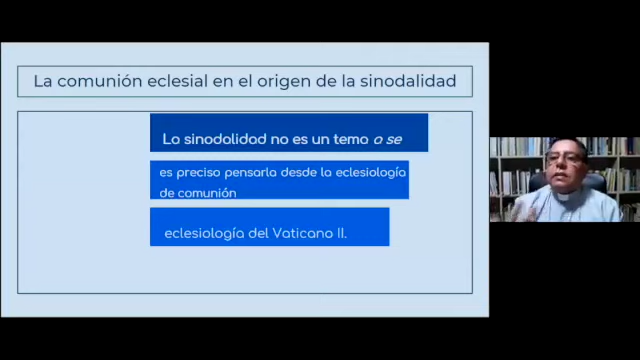 La comunión eclesial en el origen de la sinodalidad
La sinodalidad no es un tema o se
es preciso pensarla desde la eclesiología
de comunión
eclesiología del Vaticano II.